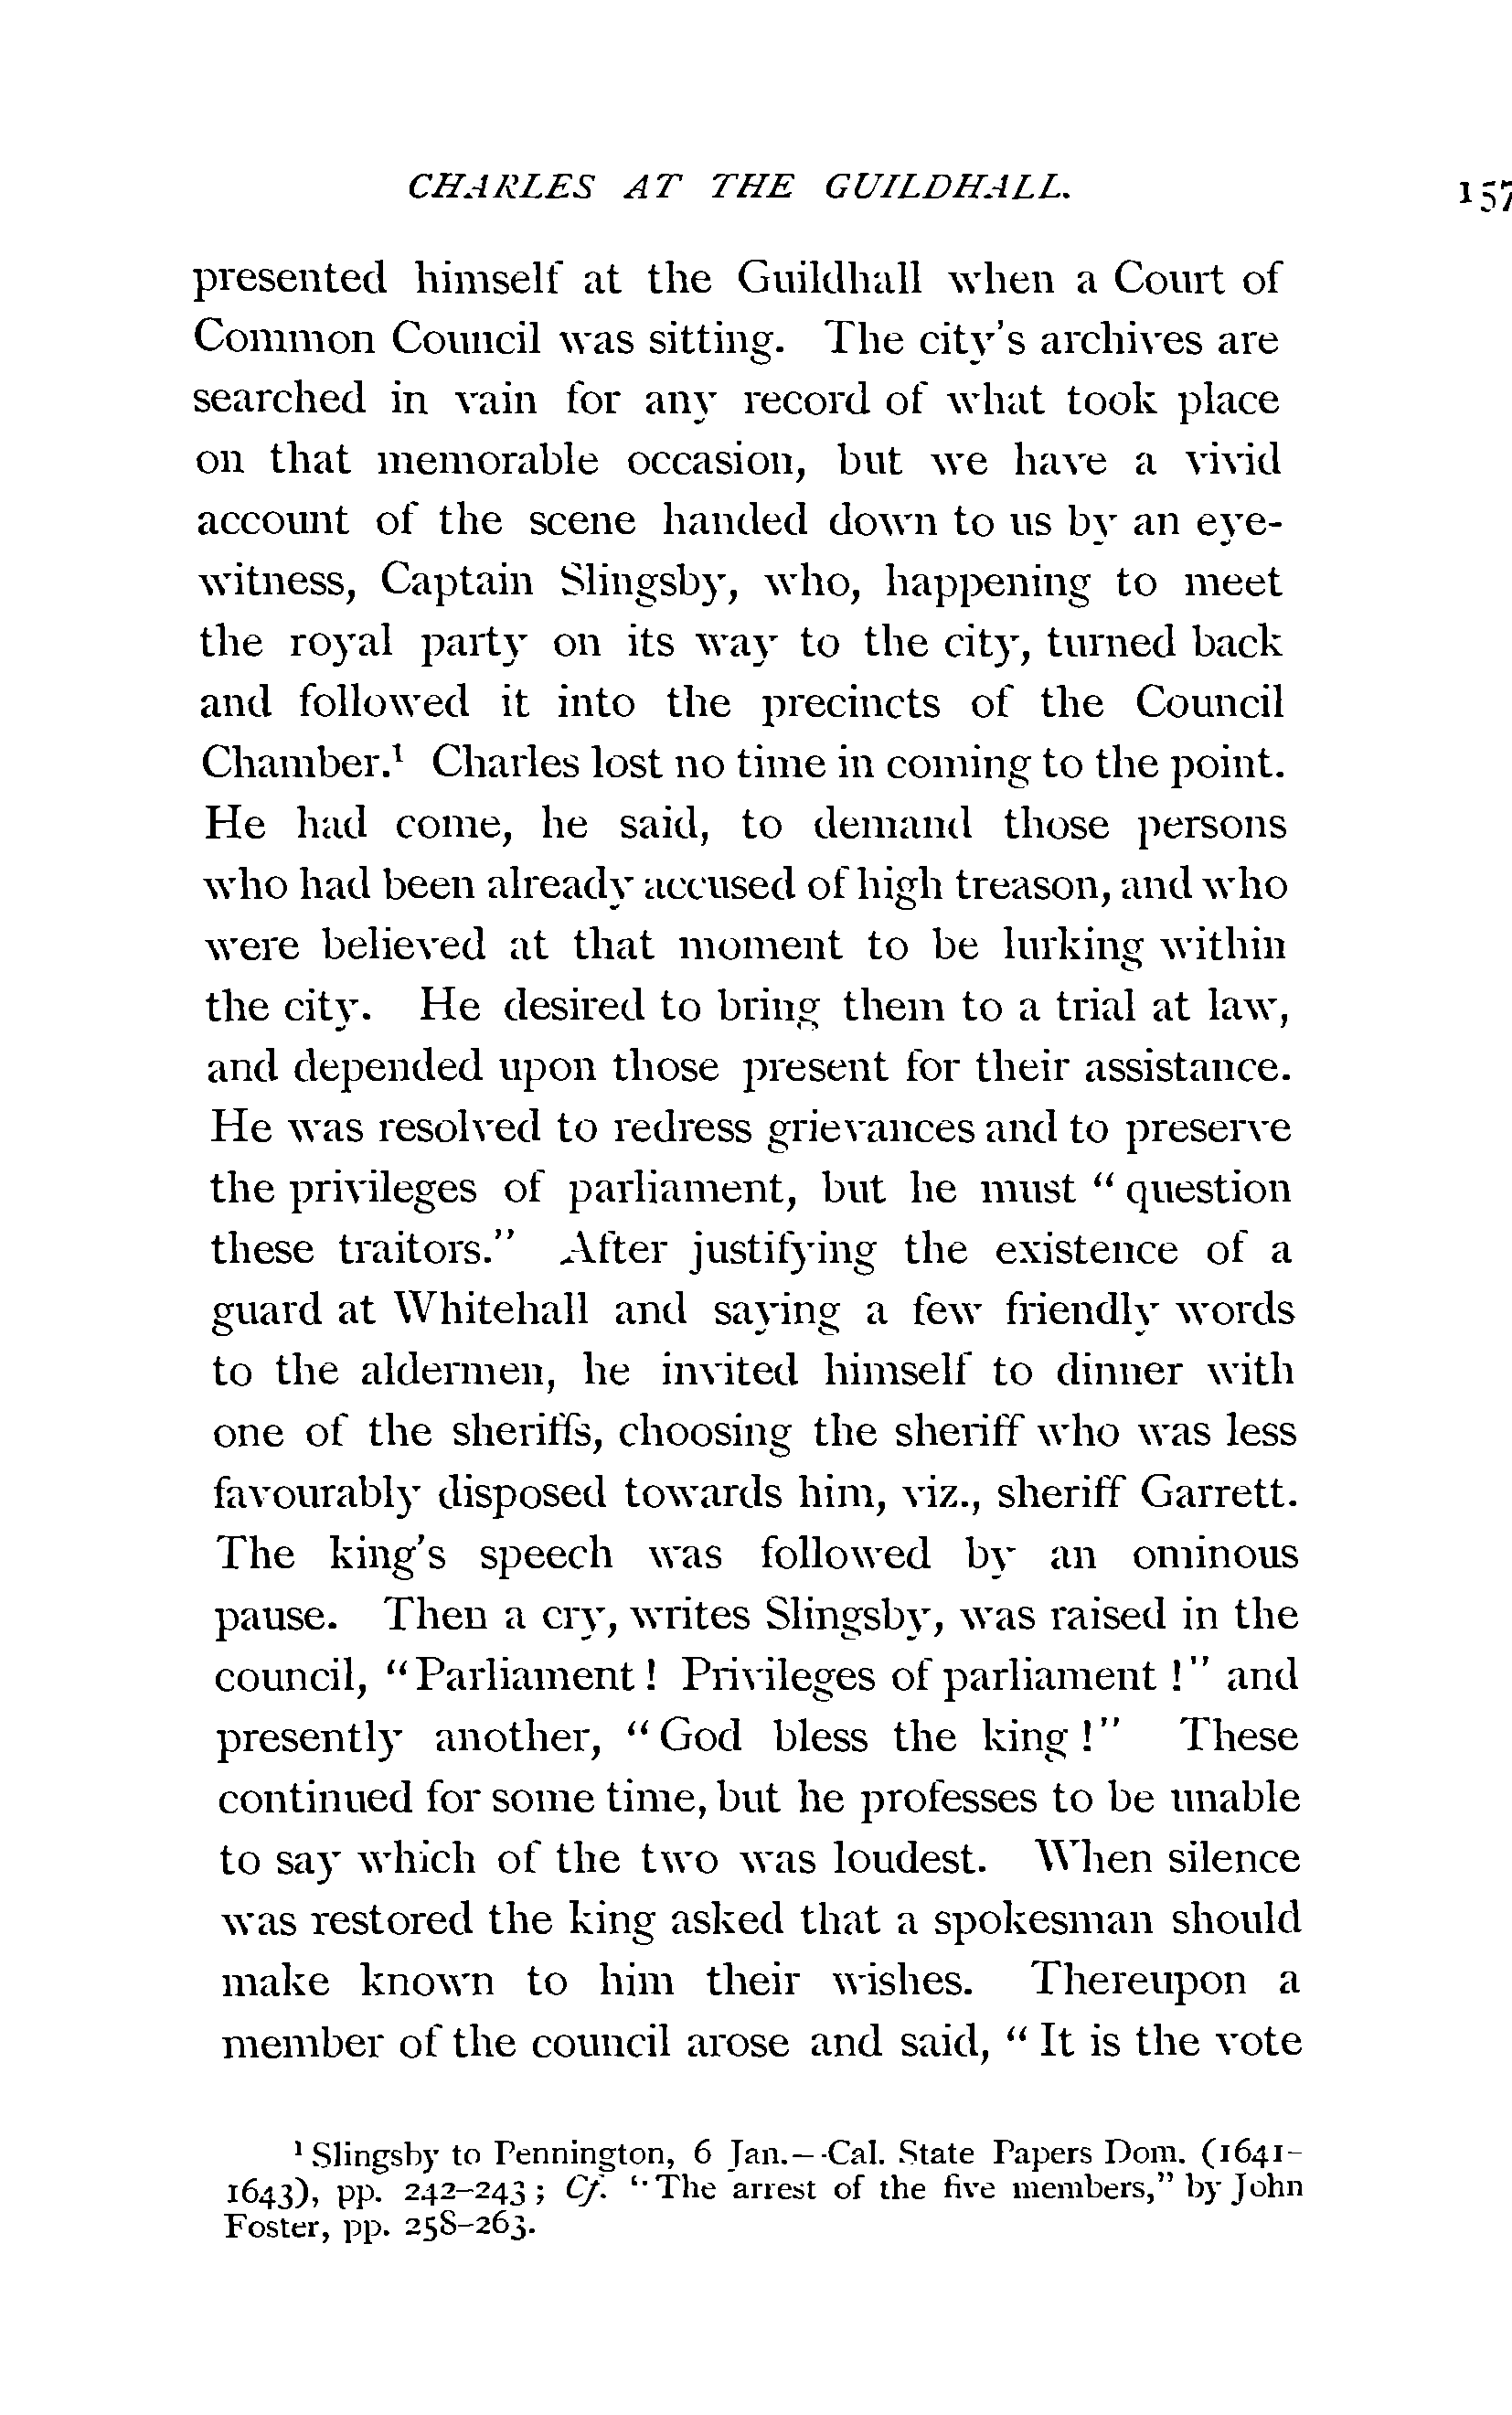 CHARLES AT THE GUILDHALL. 157
presented himself at the Guildhall when a Court of
Common Council was sitting. The city's archives are
searched in vain for any record of what took place
on that memorable occasion, but we have a vivid
account of the scene handed down to us by an eye-
witness, Captain Slingsby, who, happening to meet
the royal party on its way to the city, turned back
and followed it into the precincts of the Council
Chamber.¹ Charles lost no time in coming to the point.
He had come, he said, to demand those persons
who had been already accused of high treason, and who
were believed at that moment to be lurking within
the city. He desired to bring them to a trial at law,
and depended upon those present for their assistance.
He was resolved to redress grievances and to preserve
the privileges of parliament, but he must "question
these traitors." After justifying the existence of a
guard at Whitehall and saying a few friendly words
to the aldermen, he invited himself to dinner with
one of the sheriffs, choosing the sheriff who was less
favourably disposed towards him, viz., sheriff Garrett.
The king's speech was followed by an ominous
pause. Then a cry, writes Slingsby, was raised in the
council, "Parliament! Privileges of parliament!" and
presently another, "God bless the king!" These
continued for some time, but he professes to be unable
to say which of the two was loudest. When silence
was restored the king asked that a spokesman should
make known to him their wishes. Thereupon a
member of the council arose and said, "It is the vote
¹ Slingsby to Pennington, 6 Jan.—Cal. State Papers Dom. (1641-
1643), pp. 242-243; Cf. "The arrest of the five members," by John
Foster, pp. 258-263.